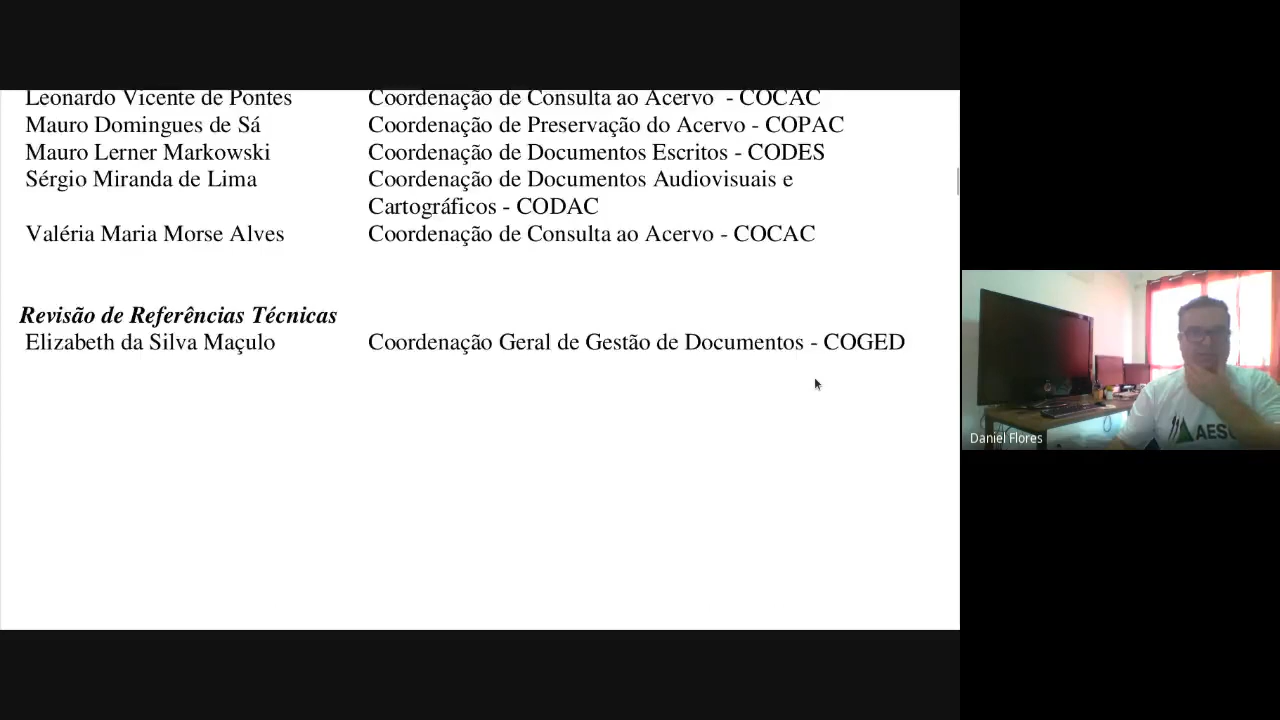 Leonardo Vicente de Pontes Coordenação de Consulta ao Acervo - COCAC
Mauro Domingues de Sá Coordenação de Preservação do Acervo - COPAC
Mauro Lerner Markowski Coordenação de Documentos Escritos - CODES
Sérgio Miranda de Lima Coordenação de Documentos Audiovisuais e
Cartográficos - CODAC
Valéria Maria Morse Alves Coordenação de Consulta ao Acervo - COCAC
Revisão de Referências Técnicas
Elizabeth da Silva Maçulo Coordenação Geral de Gestão de Documentos - COGED
Daniel Flores